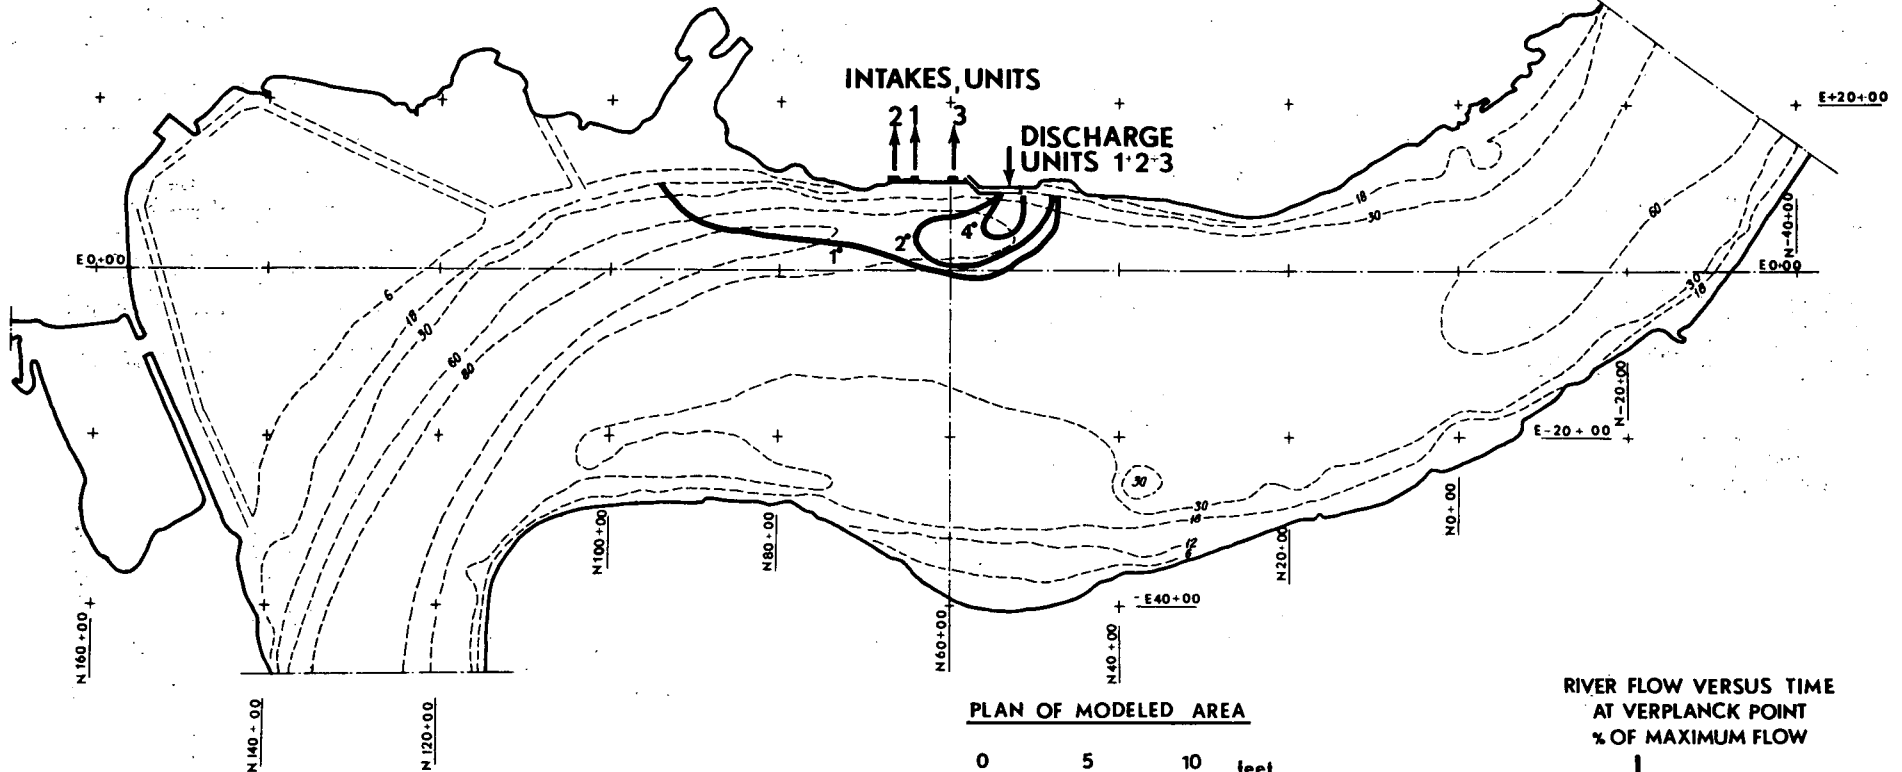 INTAKES, UNITS
2 1 3
DISCHARGE
UNITS 1+2+3
E+20+00
18
30
60
N-40+00
2°
4°
1°
E0+00
E0+00
6
18
30
60
80
30
18
N-20+00
E-20+00
30
30
18
12
6
N100+00
N80+00
N20+00
N0+00
-E40+00
N160+00
N60+00
N40+00
N140+00
N120+00
PLAN OF MODELED AREA
0 5 10 feet
RIVER FLOW VERSUS TIME
AT VERPLANCK POINT
% OF MAXIMUM FLOW